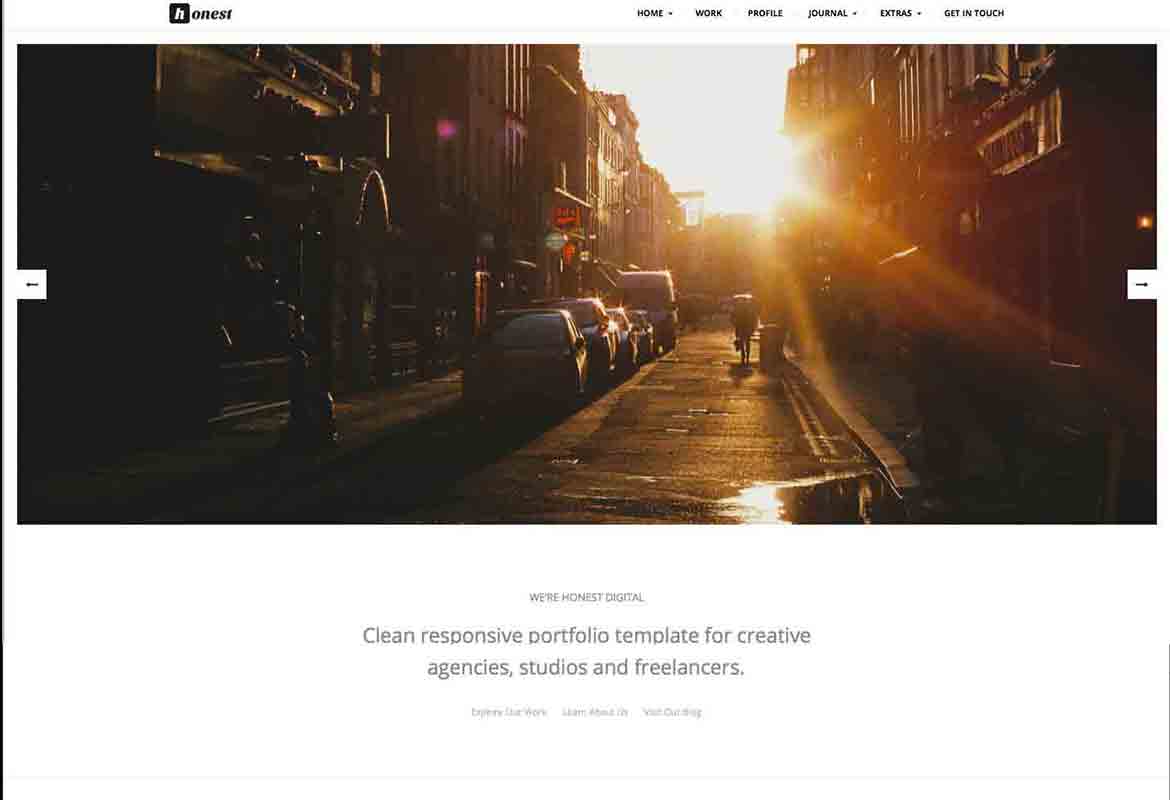 honest
HOME WORK PROFILE JOURNAL EXTRAS GET IN TOUCH
WE'RE HONEST DIGITAL
Clean responsive portfolio template for creative
agencies, studios and freelancers.
Explore Our Work Learn About Us Visit Our Blog